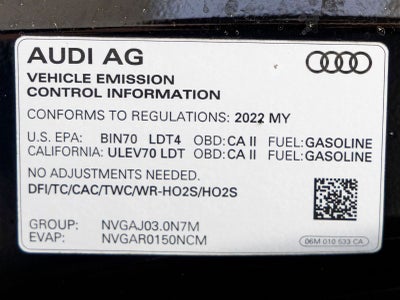 AUDI AG
VEHICLE EMISSION
CONTROL INFORMATION
CONFORMS TO REGULATIONS: 2022 MY
U.S. EPA: BIN70 LDT4 OBD: CA II FUEL: GASOLINE
CALIFORNIA: ULEV70 LDT OBD: CA II FUEL: GASOLINE
NO ADJUSTMENTS NEEDED.
DFI/TC/CAC/TWC/WR-HO2S/HO2S
GROUP: NVGAJ03.0N7M
EVAP: NVGAR0150NCM
06M 010 533 CA